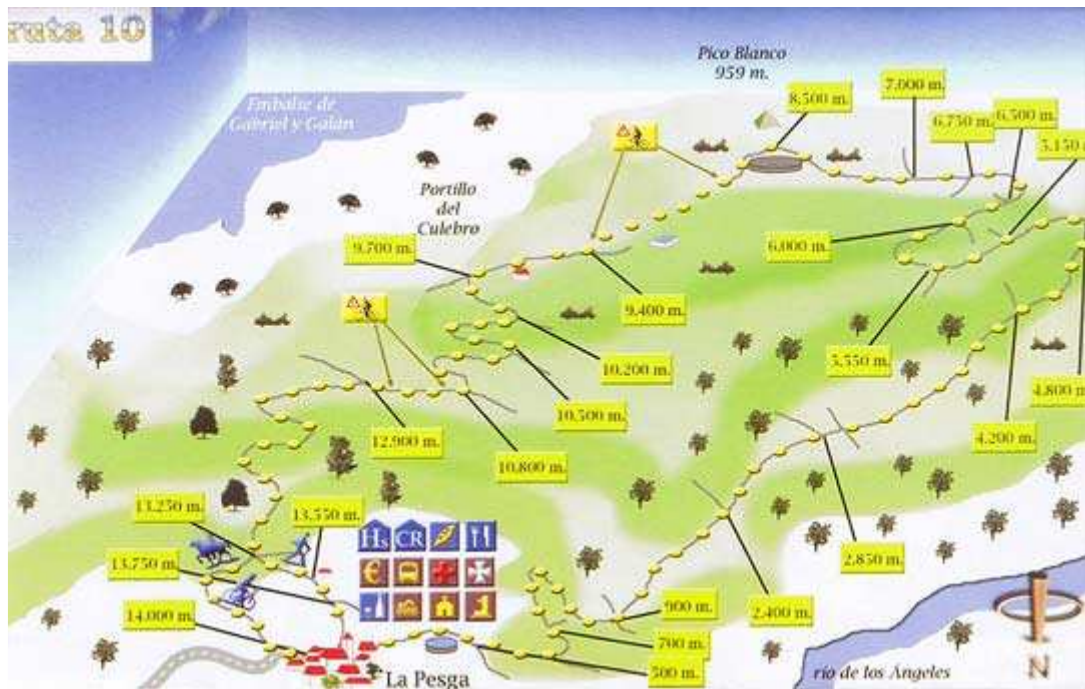 ruta 10
Pico Blanco
959 m.
Embalse de
Gabriel y Galán
8,500 m.
7.000 m.
6,750 m.
6,500 m.
5.150 m
Portillo
del
Culebro
9.700 m.
6.000 m.
9.400 m.
5,550 m.
4.800 m
10.200 m.
10,500 m.
4.200 m.
12.900 m.
10.800 m.
13.250 m.
13,550 m.
Hs
CR
2.850 m.
13.750 m.
€
2.400 m.
14.000 m.
900 m.
700 m.
500 m.
La Pesga
río de los Ángeles
N